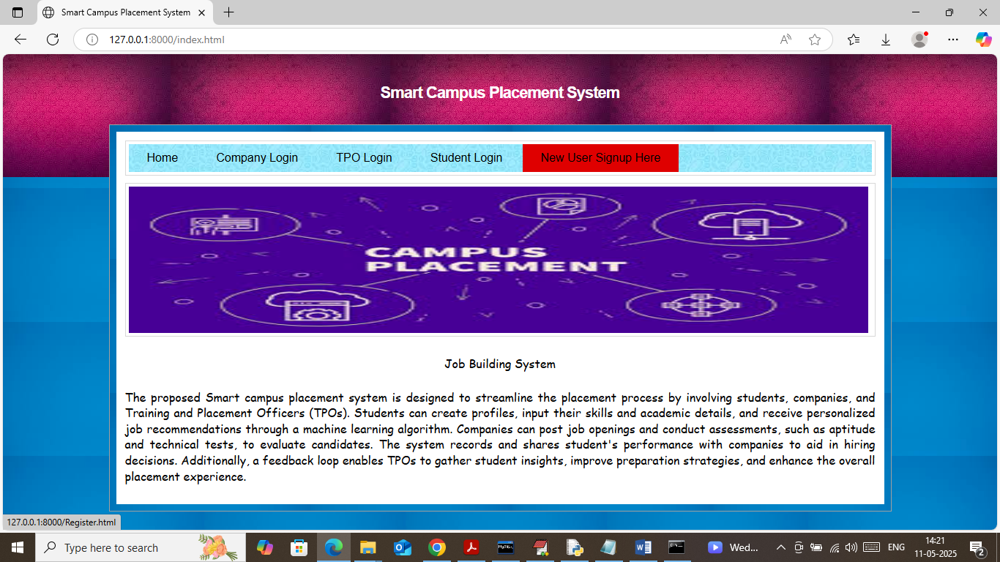 Smart Campus Placement System
127.0.0.1:8000/index.html
Smart Campus Placement System
Home Company Login TPO Login Student Login New User Signup Here
CAMPUS
PLACEMENT
Job Building System
The proposed Smart campus placement system is designed to streamline the placement process by involving students, companies, and
Training and Placement Officers (TPOs). Students can create profiles, input their skills and academic details, and receive personalized
job recommendations through a machine learning algorithm. Companies can post job openings and conduct assessments, such as aptitude
and technical tests, to evaluate candidates. The system records and shares student's performance with companies to aid in hiring
decisions. Additionally, a feedback loop enables TPOs to gather student insights, improve preparation strategies, and enhance the overall
placement experience.
127.0.0.1:8000/Register.html
Type here to search
Wed...
ENG
14:21
11-05-2025
2